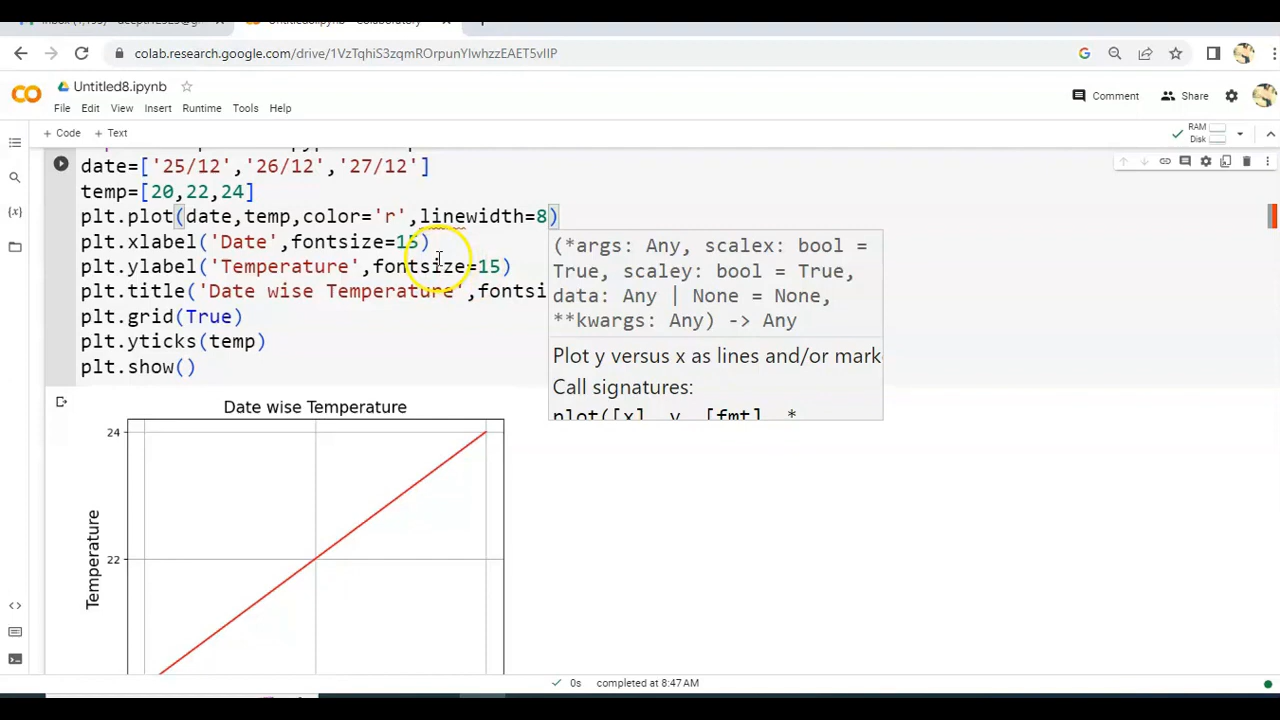 colab.research.google.com/drive/1VzTqhiS3zqmROrpunYlwhzzEAET5vIIP
Untitled8.ipynb
File Edit View Insert Runtime Tools Help
Comment Share
+ Code + Text
RAM
Disk
date=['25/12','26/12','27/12']
temp=[20,22,24]
plt.plot(date,temp,color='r',linewidth=8)
plt.xlabel('Date',fontsize=15)
plt.ylabel('Temperature',fontsize=15)
plt.title('Date wise Temperature',fontsi
plt.grid(True)
plt.yticks(temp)
plt.show()
(*args: Any, scalex: bool =
True, scaley: bool = True,
data: Any | None = None,
**kwargs: Any) -> Any
Plot y versus x as lines and/or mark
Call signatures:
plot([x], y, [fmt], *
Date wise Temperature
24
22
Temperature
0s completed at 8:47AM